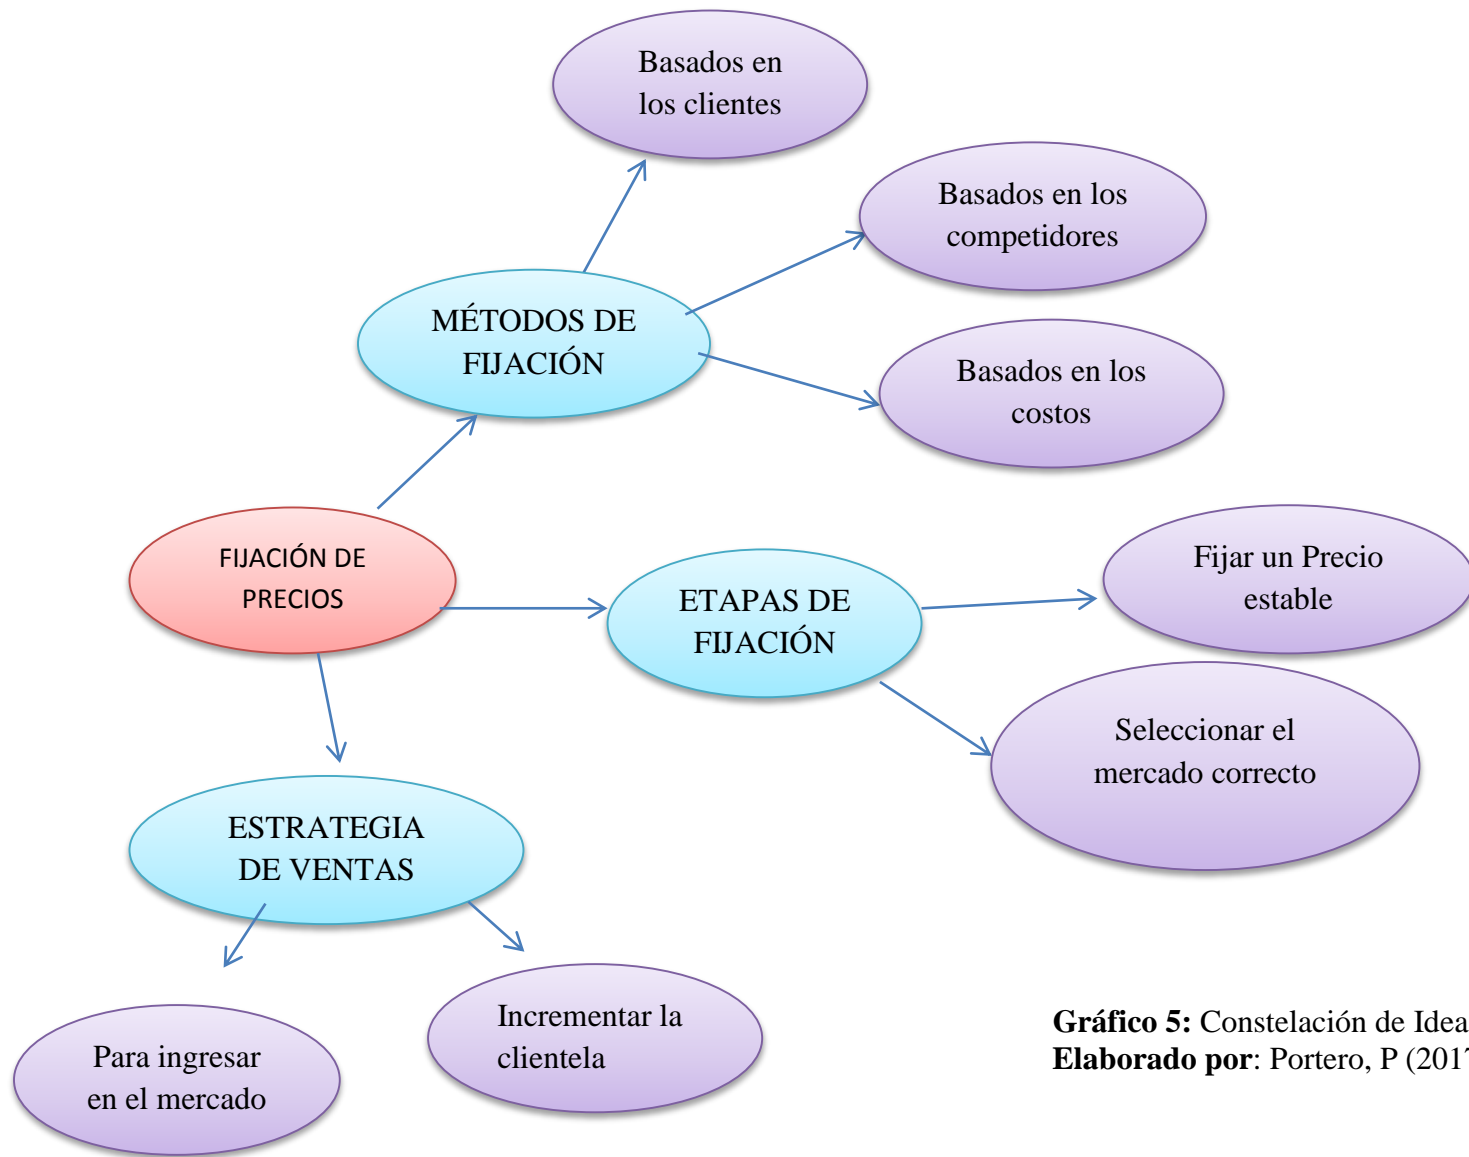 Basados en
los clientes
Basados en los
competidores
MÉTODOS DE
FIJACIÓN
Basados en los
costos
FIJACIÓN DE
PRECIOS
ETAPAS DE
FIJACIÓN
Fijar un Precio
estable
Seleccionar el
mercado correcto
ESTRATEGIA
DE VENTAS
Incrementar la
clientela
Para ingresar
en el mercado
Gráfico 5: Constelación de Idea
Elaborado por: Portero, P (2017